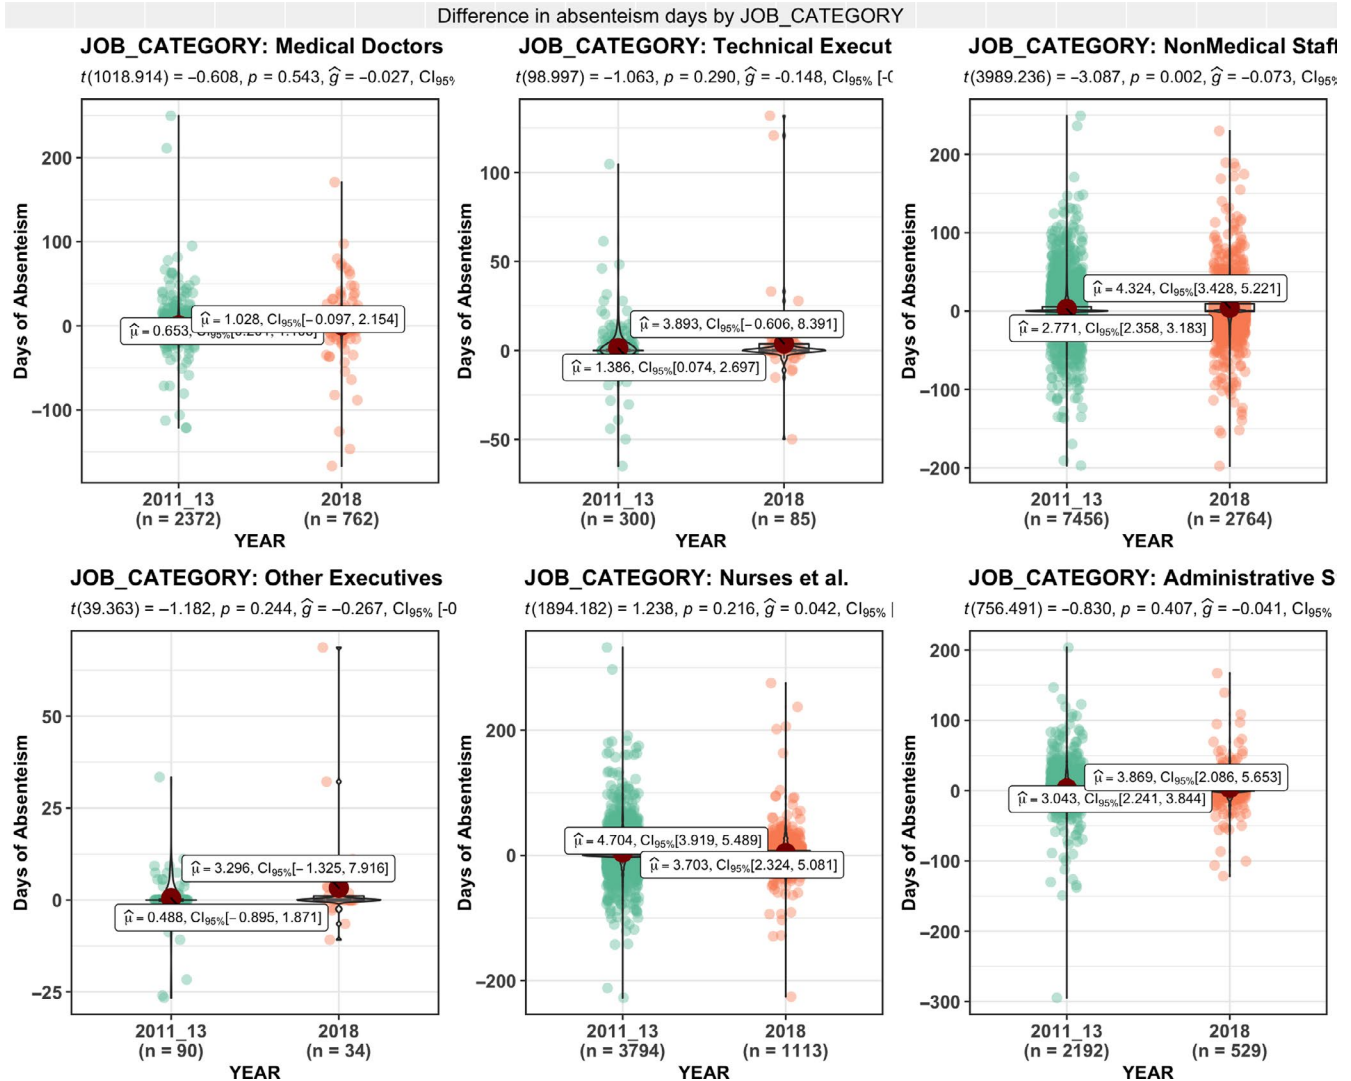 Difference in absenteism days by JOB_CATEGORY
JOB_CATEGORY: Medical Doctors
t(1018.914) = −0.608, p = 0.543, ĝ = −0.027, CI95%
Days of Absenteism
200
100
0
−100
μ̂ = 0.653,
μ̂ = 1.028, CI95%[−0.097, 2.154]
2011_13
(n = 2372)
2018
(n = 762)
YEAR
JOB_CATEGORY: Technical Execut
t(98.997) = −1.063, p = 0.290, ĝ = −0.148, CI95% [−0
Days of Absenteism
100
50
0
−50
μ̂ = 3.893, CI95%[−0.606, 8.391]
μ̂ = 1.386, CI95%[0.074, 2.697]
2011_13
(n = 300)
2018
(n = 85)
YEAR
JOB_CATEGORY: NonMedical Staff
t(3989.236) = −3.087, p = 0.002, ĝ = −0.073, CI95%
Days of Absenteism
200
100
0
−100
−200
μ̂ = 4.324, CI95%[3.428, 5.221]
μ̂ = 2.771, CI95%[2.358, 3.183]
2011_13
(n = 7456)
2018
(n = 2764)
YEAR
JOB_CATEGORY: Other Executives
t(39.363) = −1.182, p = 0.244, ĝ = −0.267, CI95% [−0
Days of Absenteism
50
25
0
−25
μ̂ = 3.296, CI95%[−1.325, 7.916]
μ̂ = 0.488, CI95%[−0.895, 1.871]
2011_13
(n = 90)
2018
(n = 34)
YEAR
JOB_CATEGORY: Nurses et al.
t(1894.182) = 1.238, p = 0.216, ĝ = 0.042, CI95% [
Days of Absenteism
200
0
−200
μ̂ = 4.704, CI95%[3.919, 5.489]
μ̂ = 3.703, CI95%[2.324, 5.081]
2011_13
(n = 3794)
2018
(n = 1113)
YEAR
JOB_CATEGORY: Administrative S
t(756.491) = −0.830, p = 0.407, ĝ = −0.041, CI95%
Days of Absenteism
200
100
0
−100
−200
−300
μ̂ = 3.869, CI95%[2.086, 5.653]
μ̂ = 3.043, CI95%[2.241, 3.844]
2011_13
(n = 2192)
2018
(n = 529)
YEAR